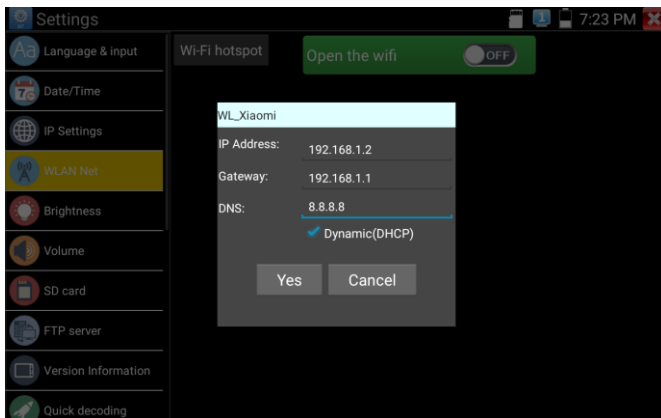 Settings
7:23 PM
Aa Language & input
Wi-Fi hotspot
Open the wifi
OFF
Date/Time
IP Settings
WLAN Net
Brightness
Volume
SD card
FTP server
Version Information
Quick decoding
WL_Xiaomi
IP Address: 192.168.1.2
Gateway: 192.168.1.1
DNS: 8.8.8.8
Dynamic(DHCP)
Yes Cancel